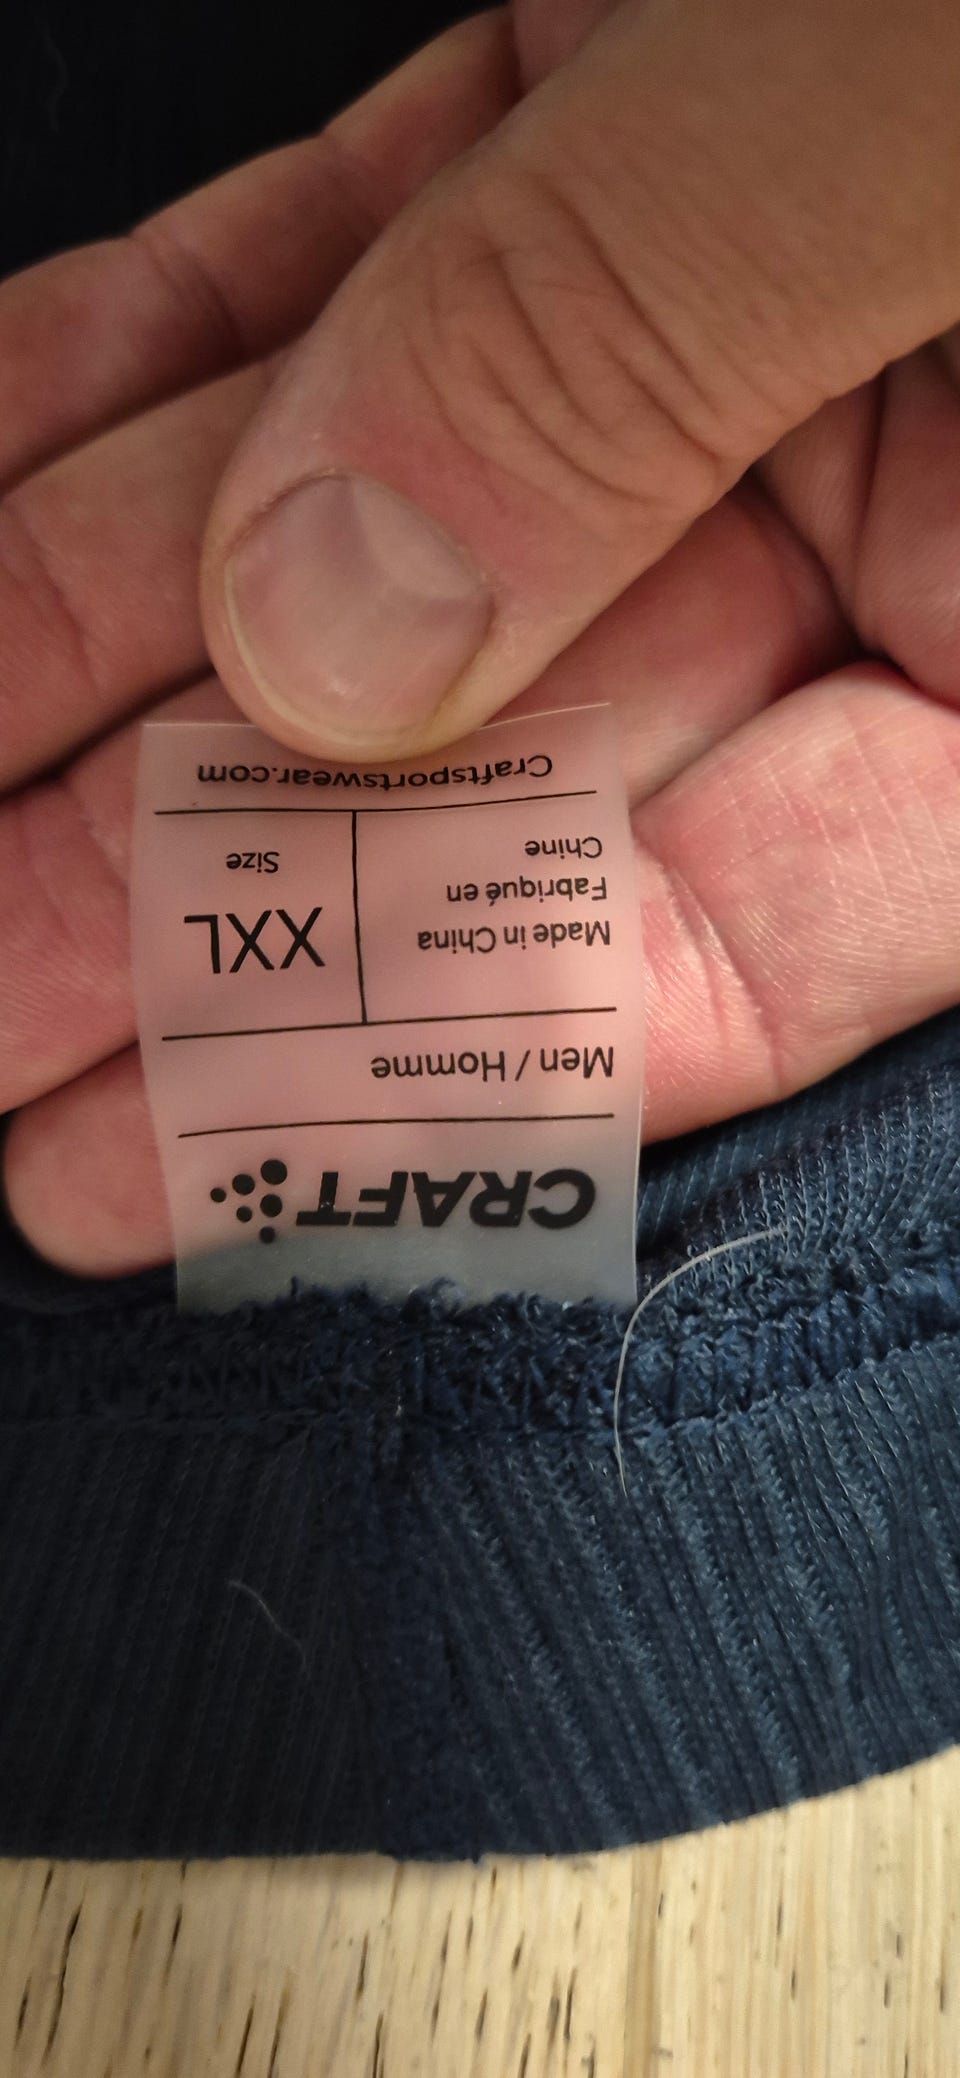 CRAFT
Men / Homme
Made in China
Fabriqué en
Chine
XXL
Size
Craftsportswear.com